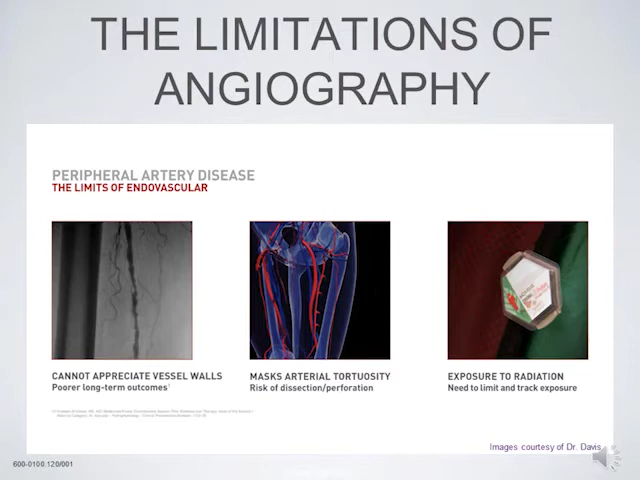 THE LIMITATIONS OF
ANGIOGRAPHY
PERIPHERAL ARTERY DISEASE
THE LIMITS OF ENDOVASCULAR
CANNOT APPRECIATE VESSEL WALLS
Poorer long-term outcomes¹
MASKS ARTERIAL TORTUOSITY
Risk of dissection/perforation
EXPOSURE TO RADIATION
Need to limit and track exposure
Images courtesy of Dr. Davis
600-0100.120/001